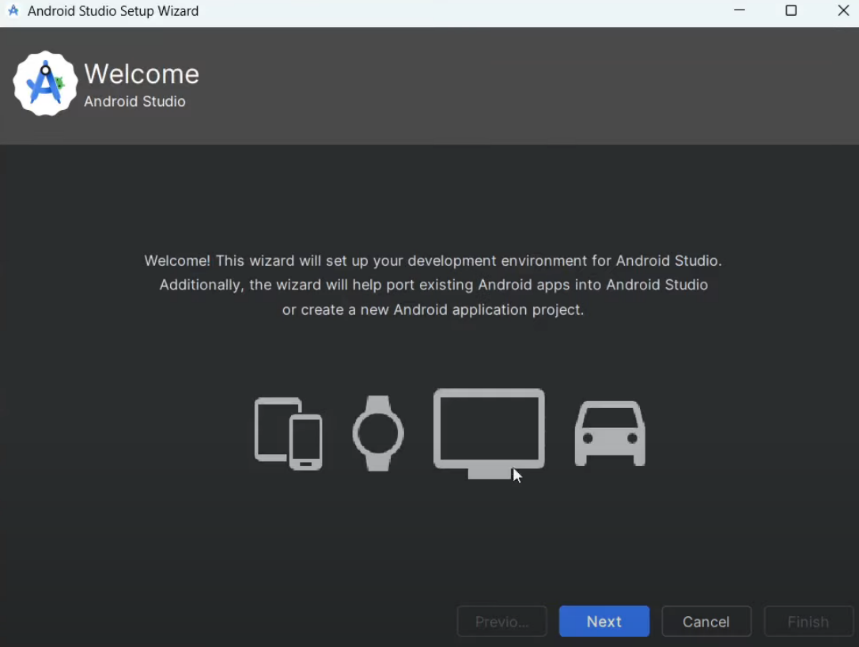 Android Studio Setup Wizard
Welcome
Android Studio
Welcome! This wizard will set up your development environment for Android Studio.
Additionally, the wizard will help port existing Android apps into Android Studio
or create a new Android application project.
Previo... Next Cancel Finish